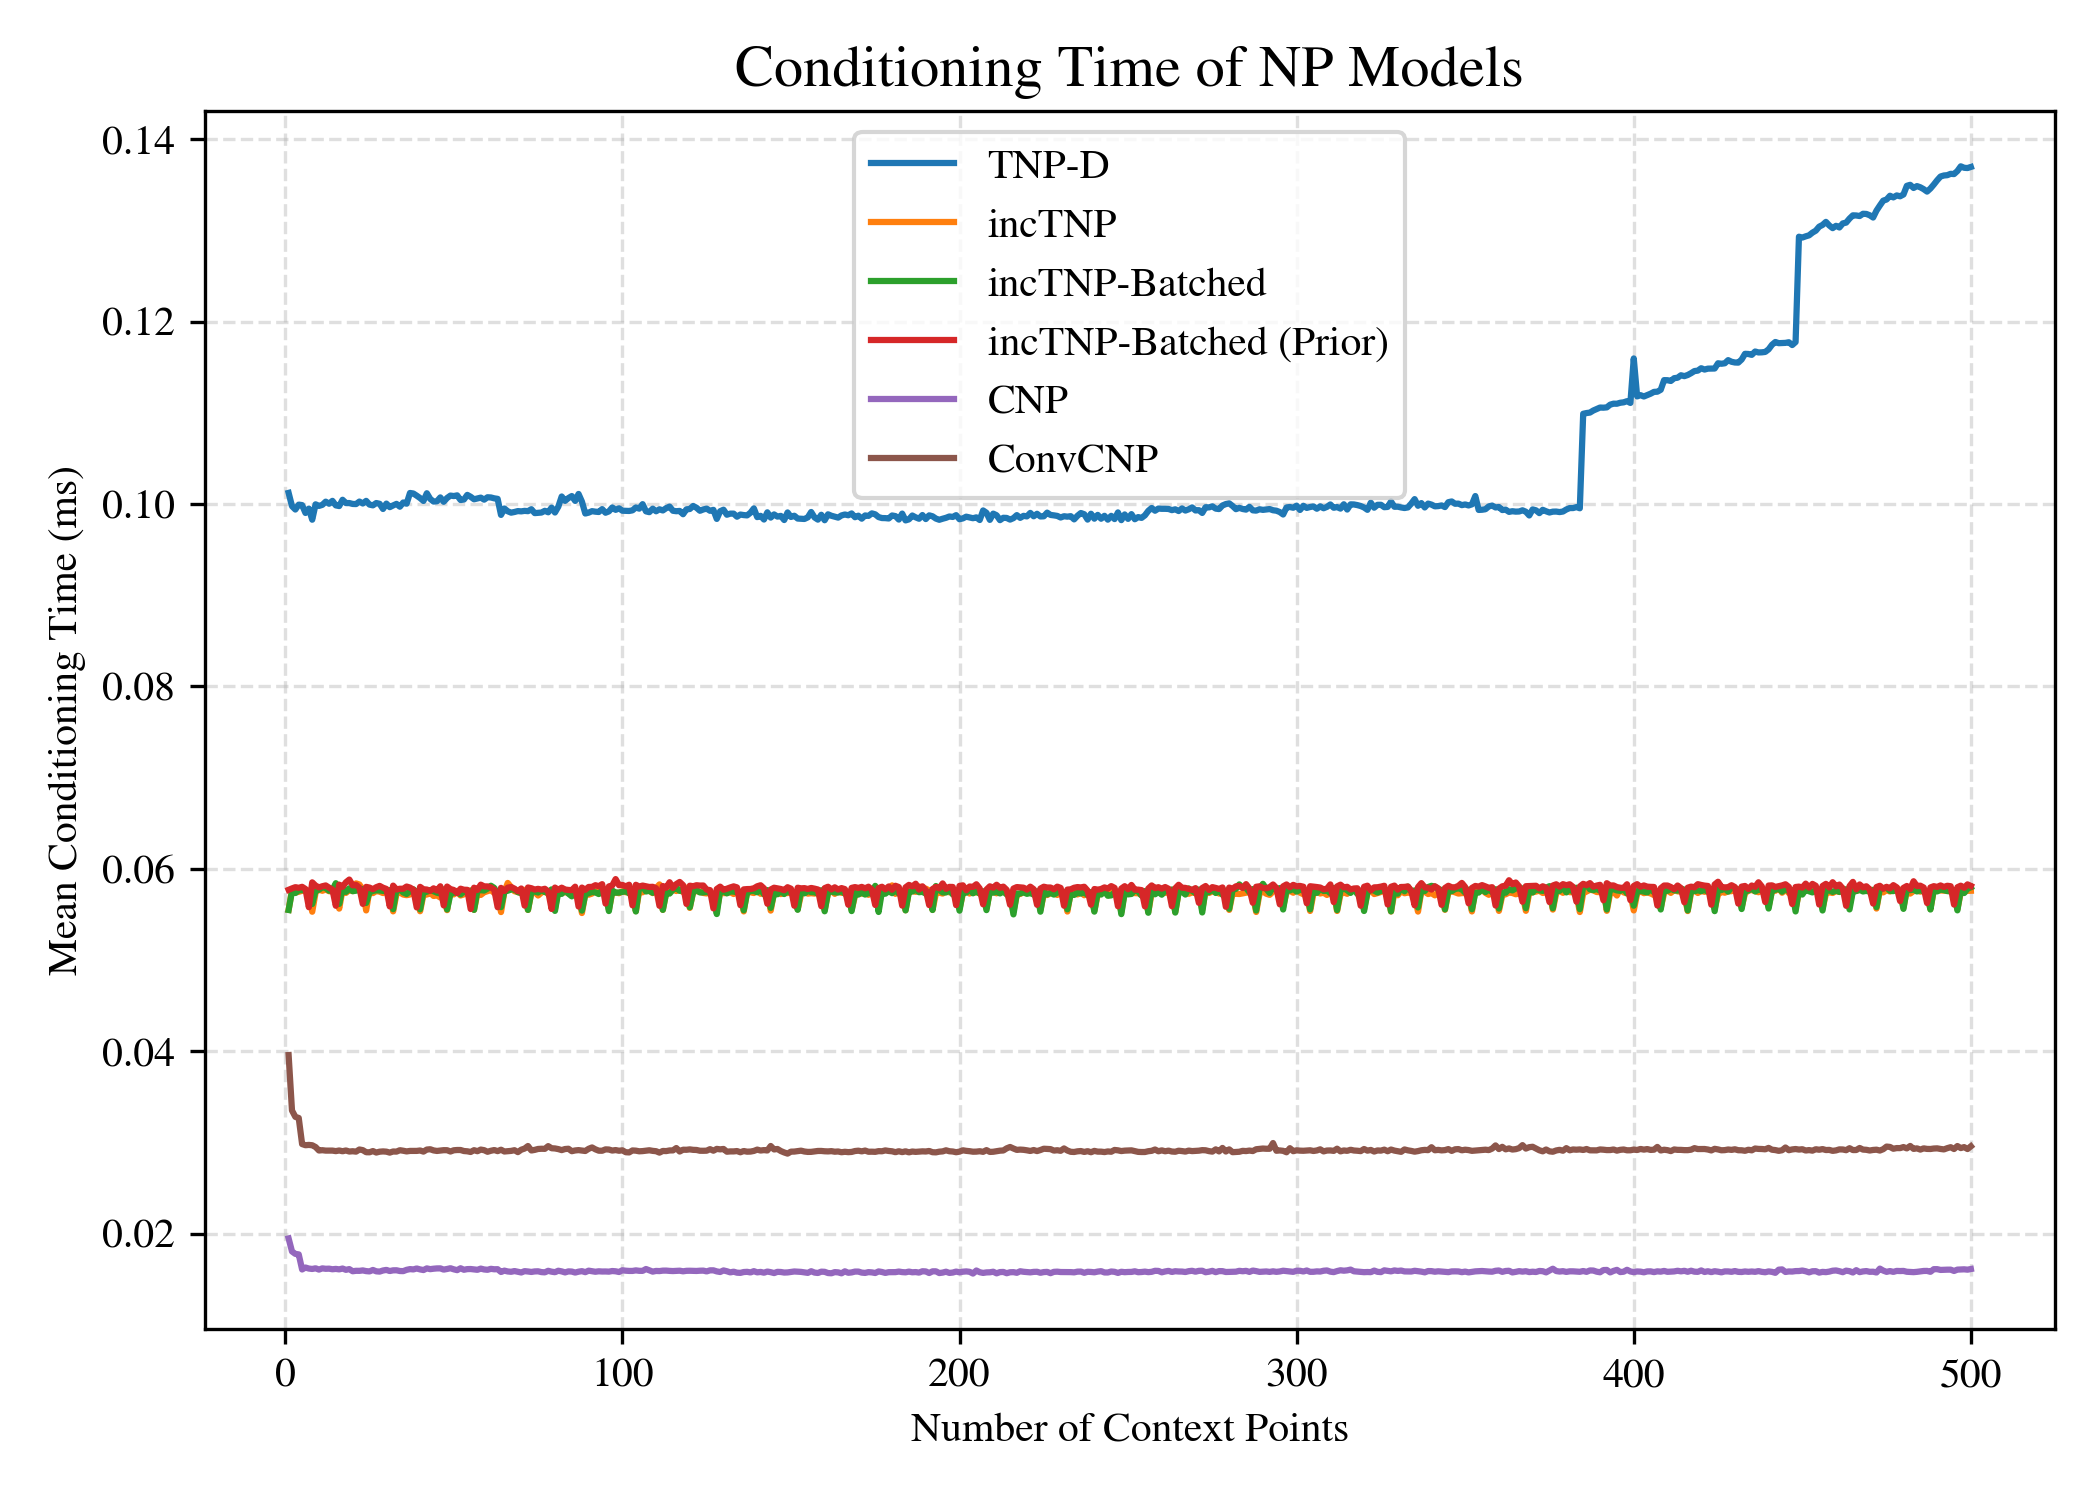 Conditioning Time of NP Models
Mean Conditioning Time (ms)
0.14
0.12
0.10
0.08
0.06
0.04
0.02
TNP-D
incTNP
incTNP-Batched
incTNP-Batched (Prior)
CNP
ConvCNP
0 100 200 300 400 500
Number of Context Points